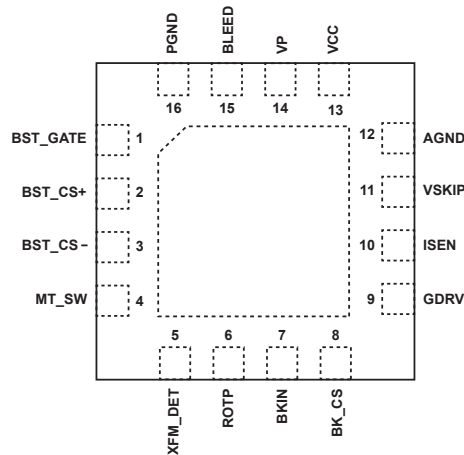 PGND
BLEED
VP
VCC
16
15
14
13
BST_GATE 1
12 AGND
BST_CS+ 2
11 VSKIP
BST_CS– 3
10 ISEN
MT_SW 4
9 GDRV
5
6
7
8
XFM_DET
ROTP
BKIN
BK_CS